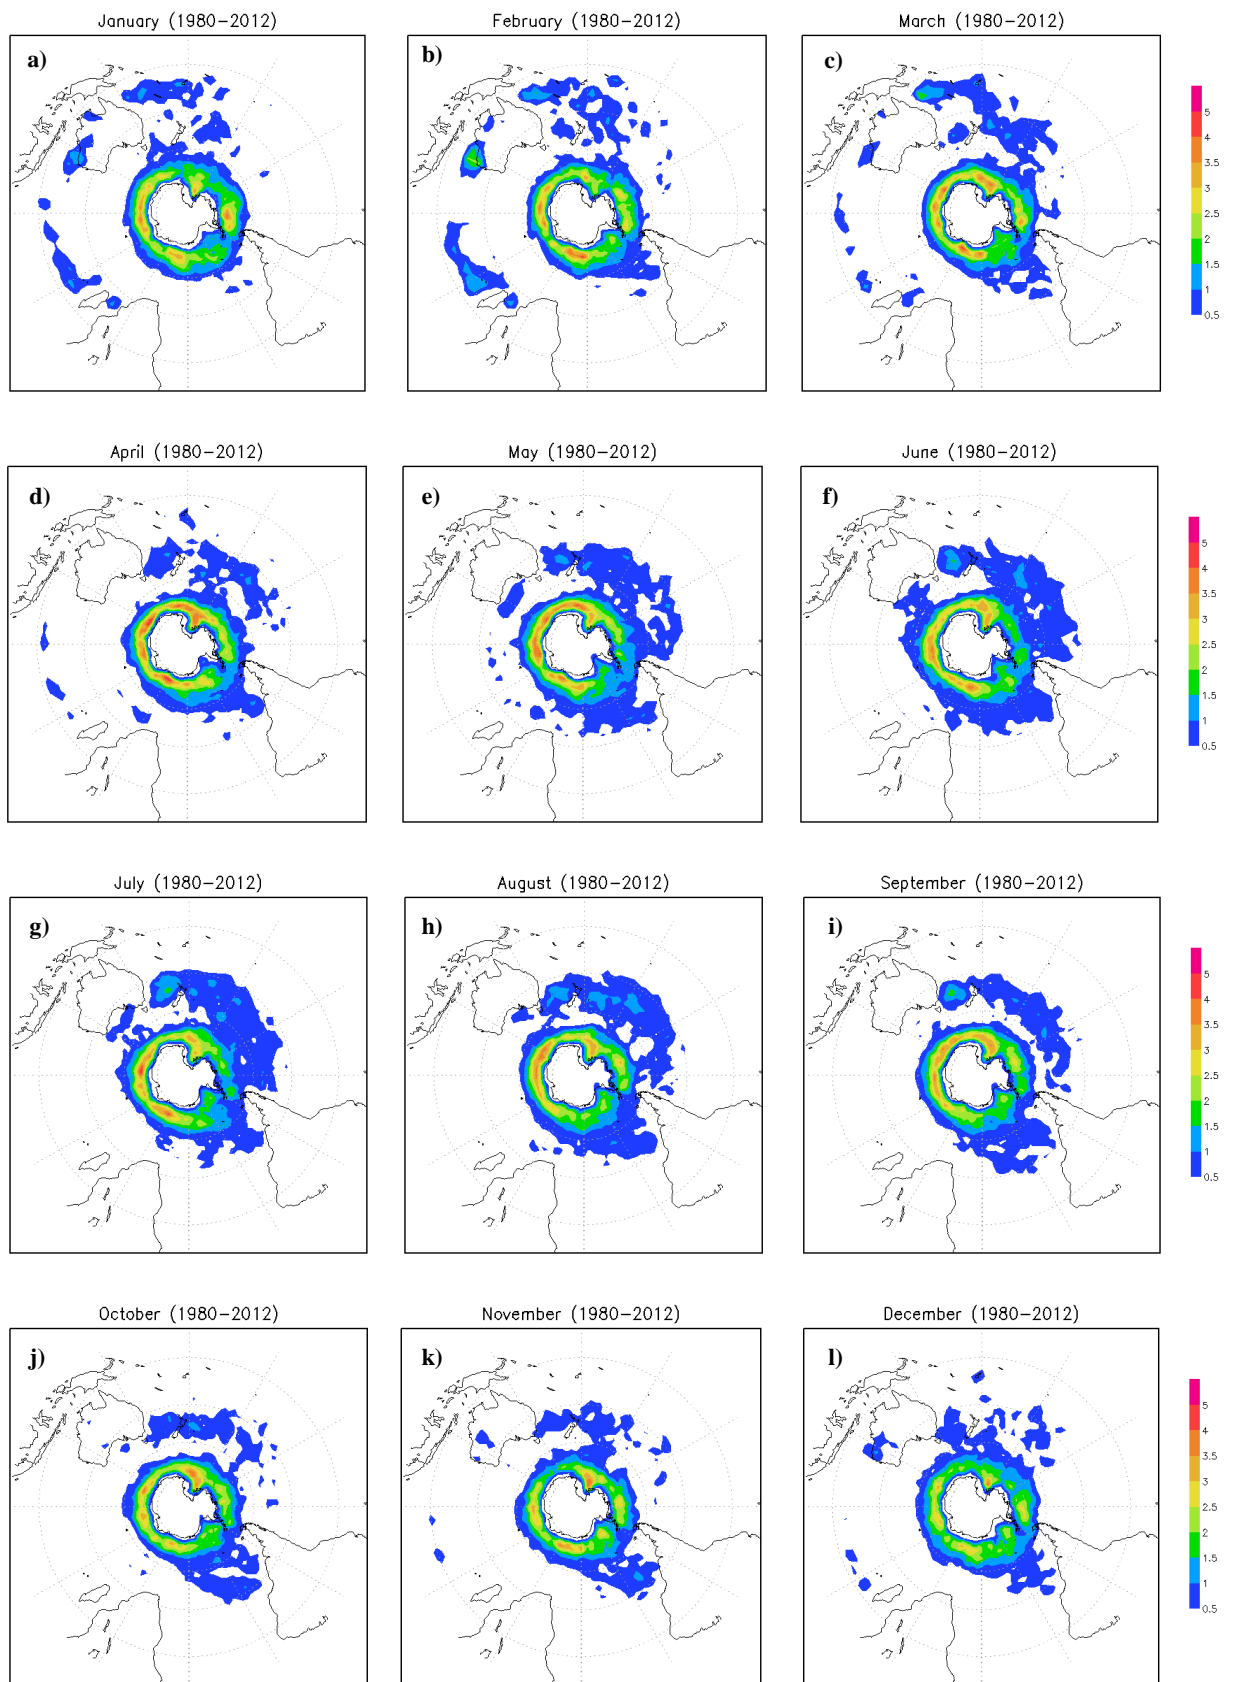 January (1980-2012)
February (1980-2012)
March (1980-2012)
a)
b)
c)
5
4
3.5
3
2.5
2
1.5
1
0.5
April (1980-2012)
May (1980-2012)
June (1980-2012)
d)
e)
f)
5
4
3.5
3
2.5
2
1.5
1
0.5
July (1980-2012)
August (1980-2012)
September (1980-2012)
g)
h)
i)
5
4
3.5
3
2.5
2
1.5
1
0.5
October (1980-2012)
November (1980-2012)
December (1980-2012)
j)
k)
l)
5
4
3.5
3
2.5
2
1.5
1
0.5